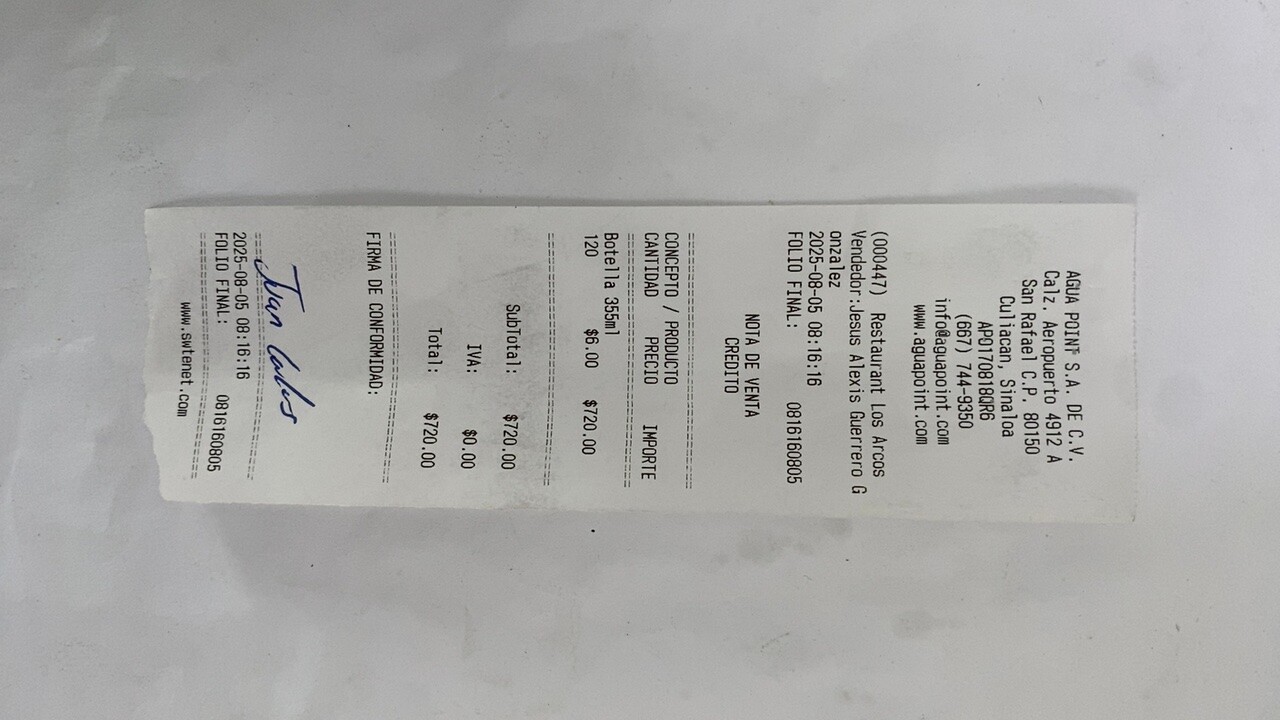 AGUA POINT S.A. DE C.V.
Calz. Aeropuerto 4912 A
San Rafael C.P. 80150
Culiacan, Sinaloa
APO170818QR6
(667) 744-9350
info@aguapoint.com
www.aguapoint.com
(000447) Restaurant Los Arcos
Vendedor:Jesus Alexis Guerrero G
onzalez
2025-08-05 08:16:16
FOLIO FINAL: 0816160805
NOTA DE VENTA
CREDITO
================================
CONCEPTO / PRODUCTO
CANTIDAD PRECIO IMPORTE
================================
Botella 355ml
120 $6.00 $720.00
================================
SubTotal: $720.00
IVA: $0.00
Total: $720.00
================================
FIRMA DE CONFORMIDAD:
Ivan Carlos
================================
2025-08-05 08:16:16
FOLIO FINAL: 0816160805
================================
www.swtenet.com